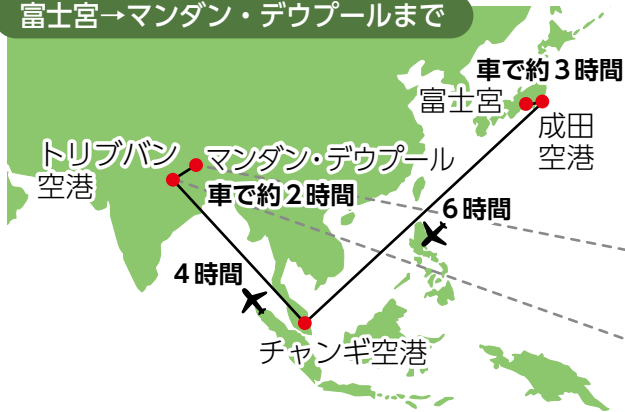 富士宮→マンダン・デウプールまで
車で約３時間
富士宮
成田
空港
トリブバン
空港
マンダン・デウプール
車で約２時間
６時間
４時間
チャンギ空港